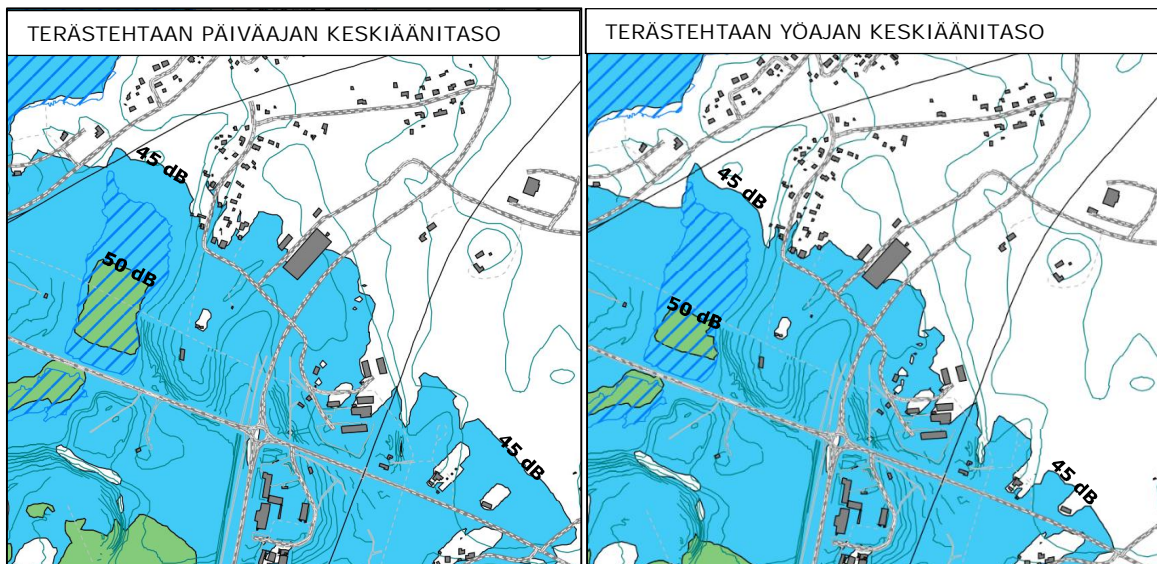 TERÄSTEHTAAN PÄIVÄAJAN KESKIÄÄNITASO
45 dB
50 dB
45 dB
TERÄSTEHTAAN YÖAJAN KESKIÄÄNITASO
45 dB
50 dB
45 dB